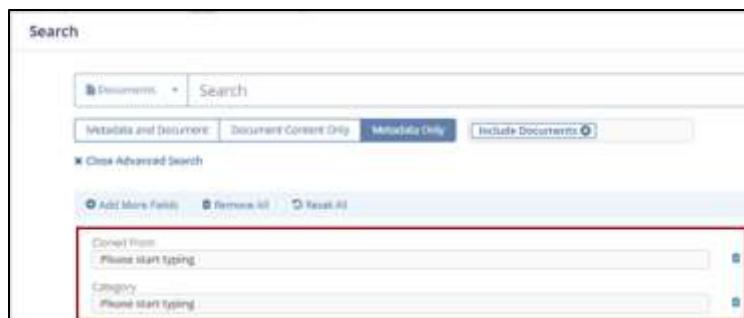 Search
Documents Search
Metadata and Document Document Content Only Metadata Only Include Documents
Close Advanced Search
Add More Fields Remove All Reset All
Cloned From
Please start typing
Category
Please start typing